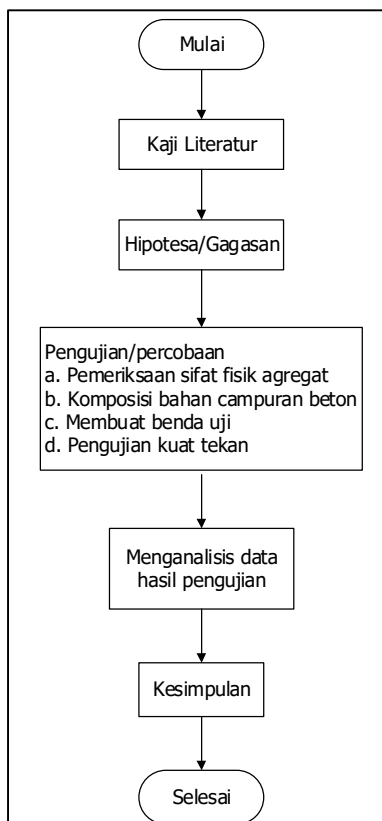 Mulai
Kaji Literatur
Hipotesa/Gagasan
Pengujian/percobaan
a. Pemeriksaan sifat fisik agregat
b. Komposisi bahan campuran beton
c. Membuat benda uji
d. Pengujian kuat tekan
Menganalisis data
hasil pengujian
Kesimpulan
Selesai